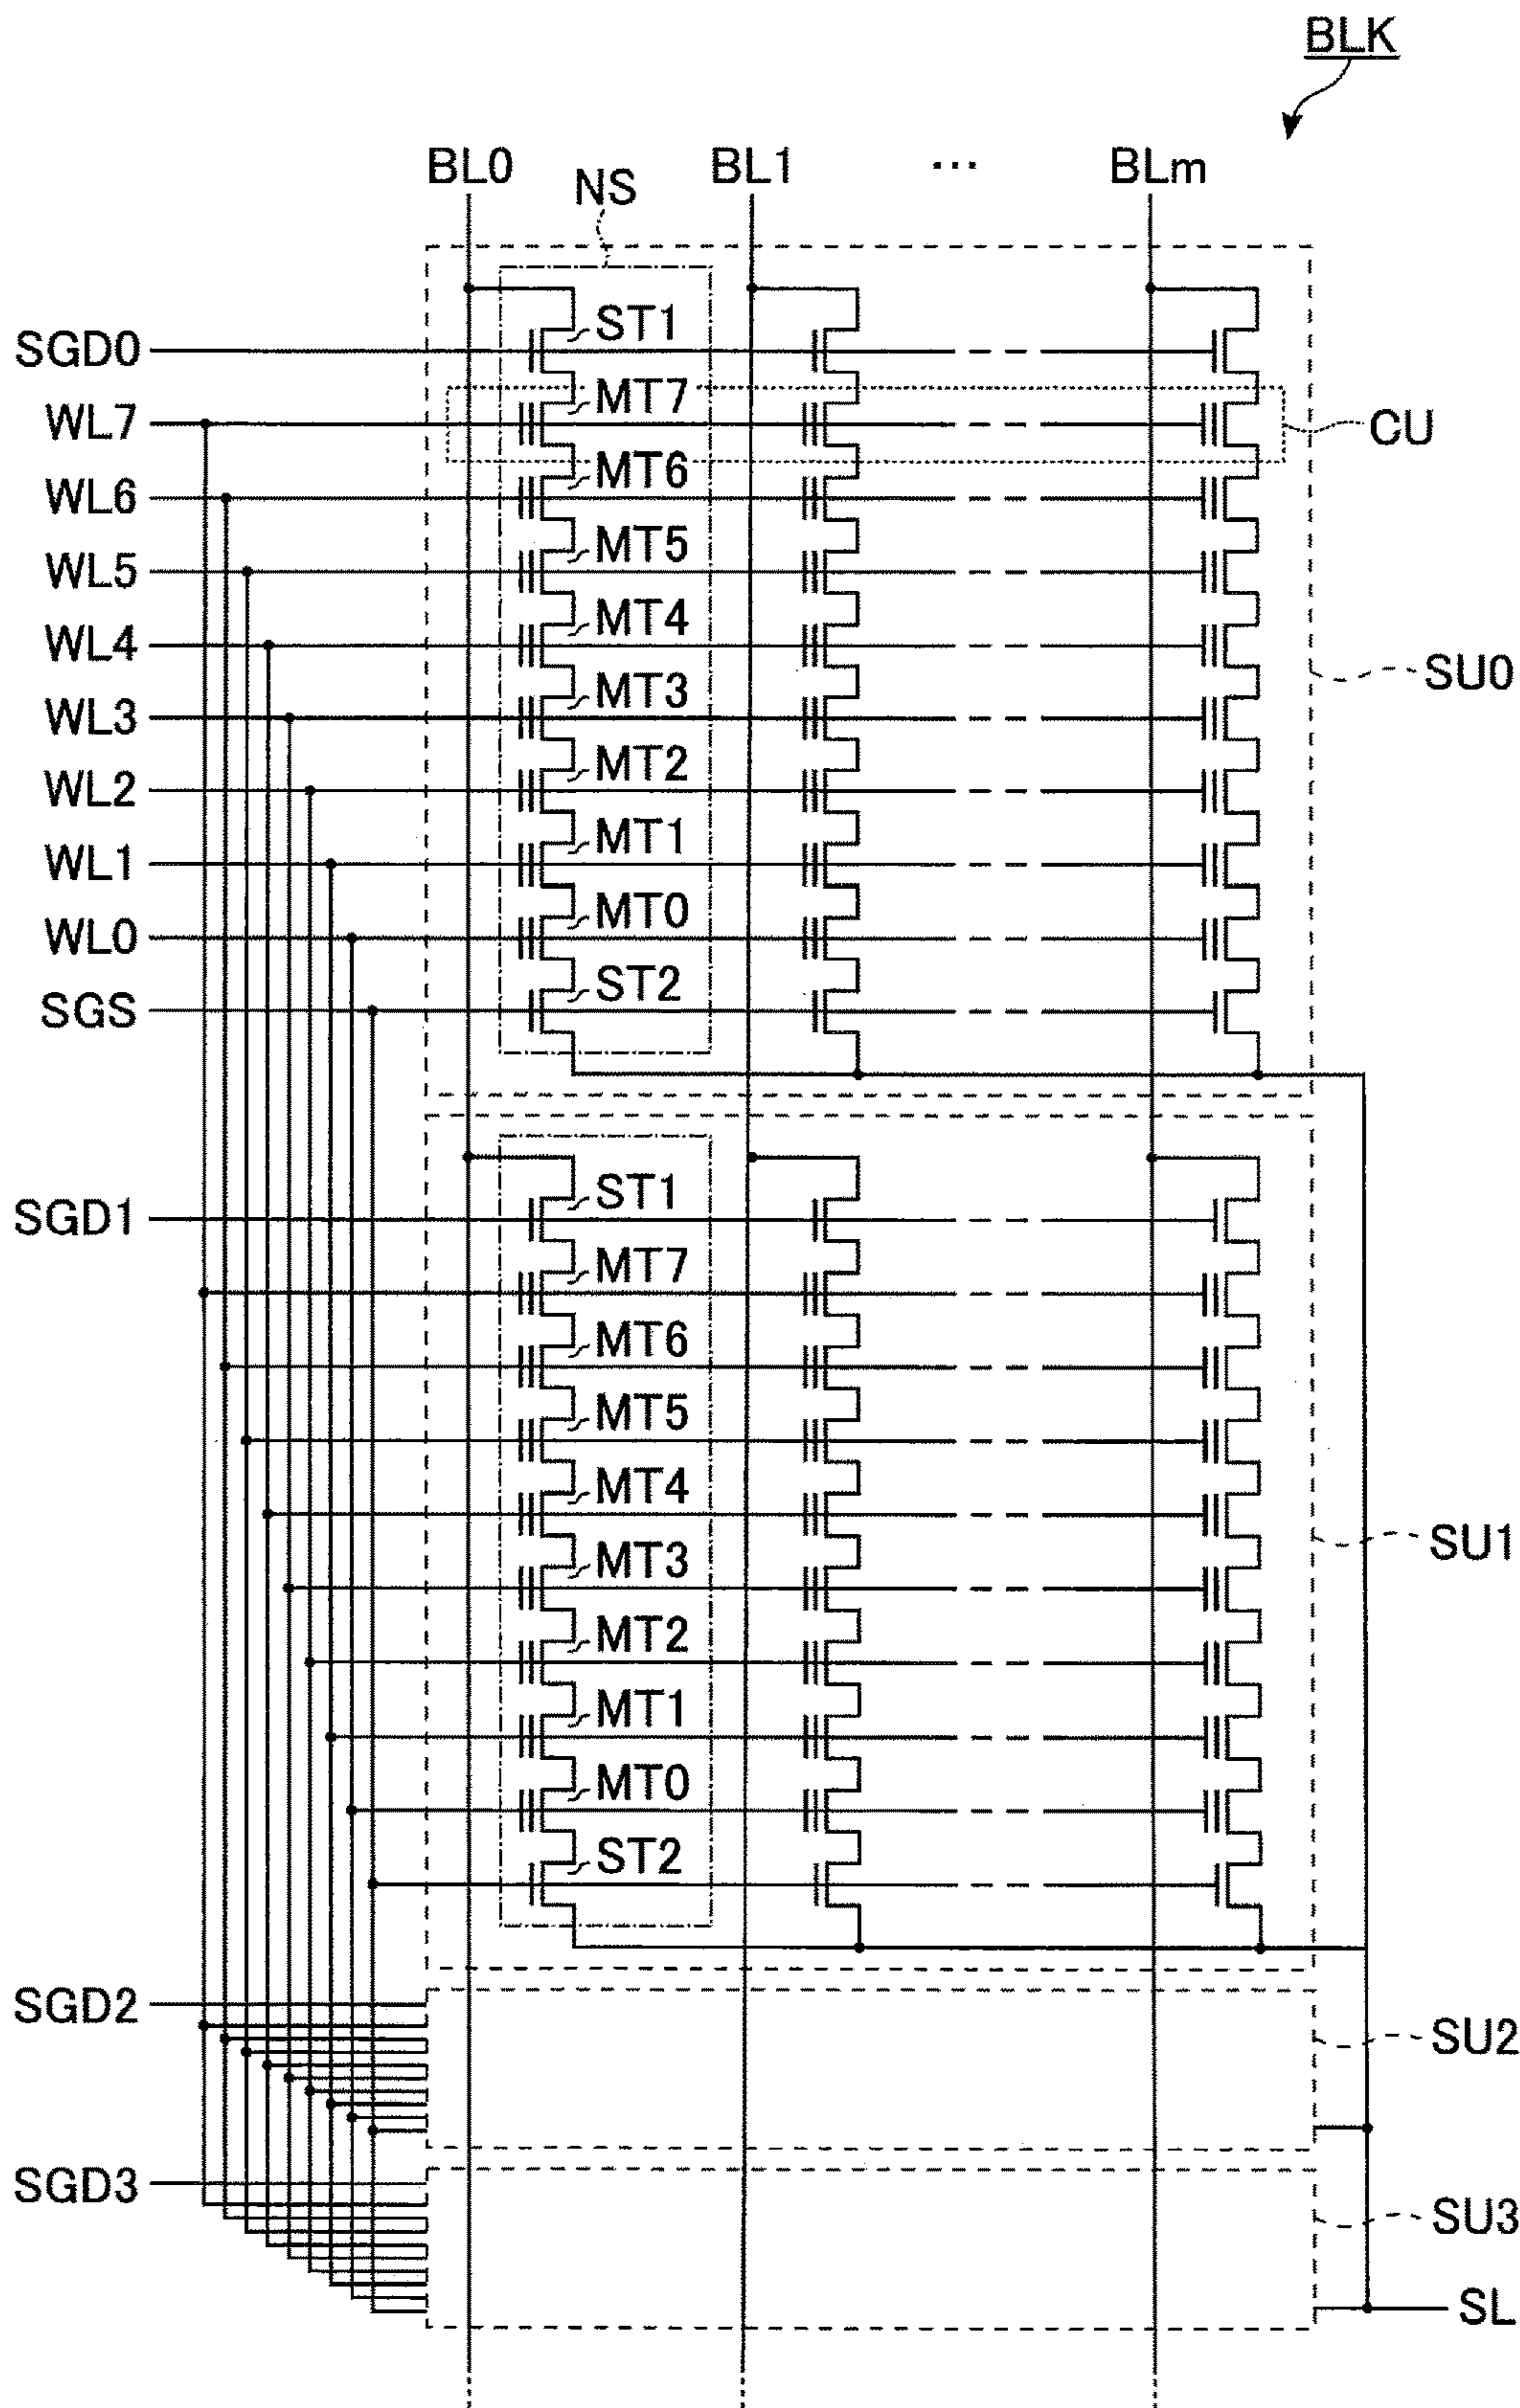 BLK
BL0 NS BL1 ... BLm
SGD0 ST1
WL7 MT7 CU
WL6 MT6
WL5 MT5
WL4 MT4
WL3 MT3 SU0
WL2 MT2
WL1 MT1
WL0 MT0
SGS ST2
SGD1 ST1
MT7
MT6
MT5
MT4
MT3 SU1
MT2
MT1
MT0
ST2
SGD2
SU2
SGD3
SU3
SL